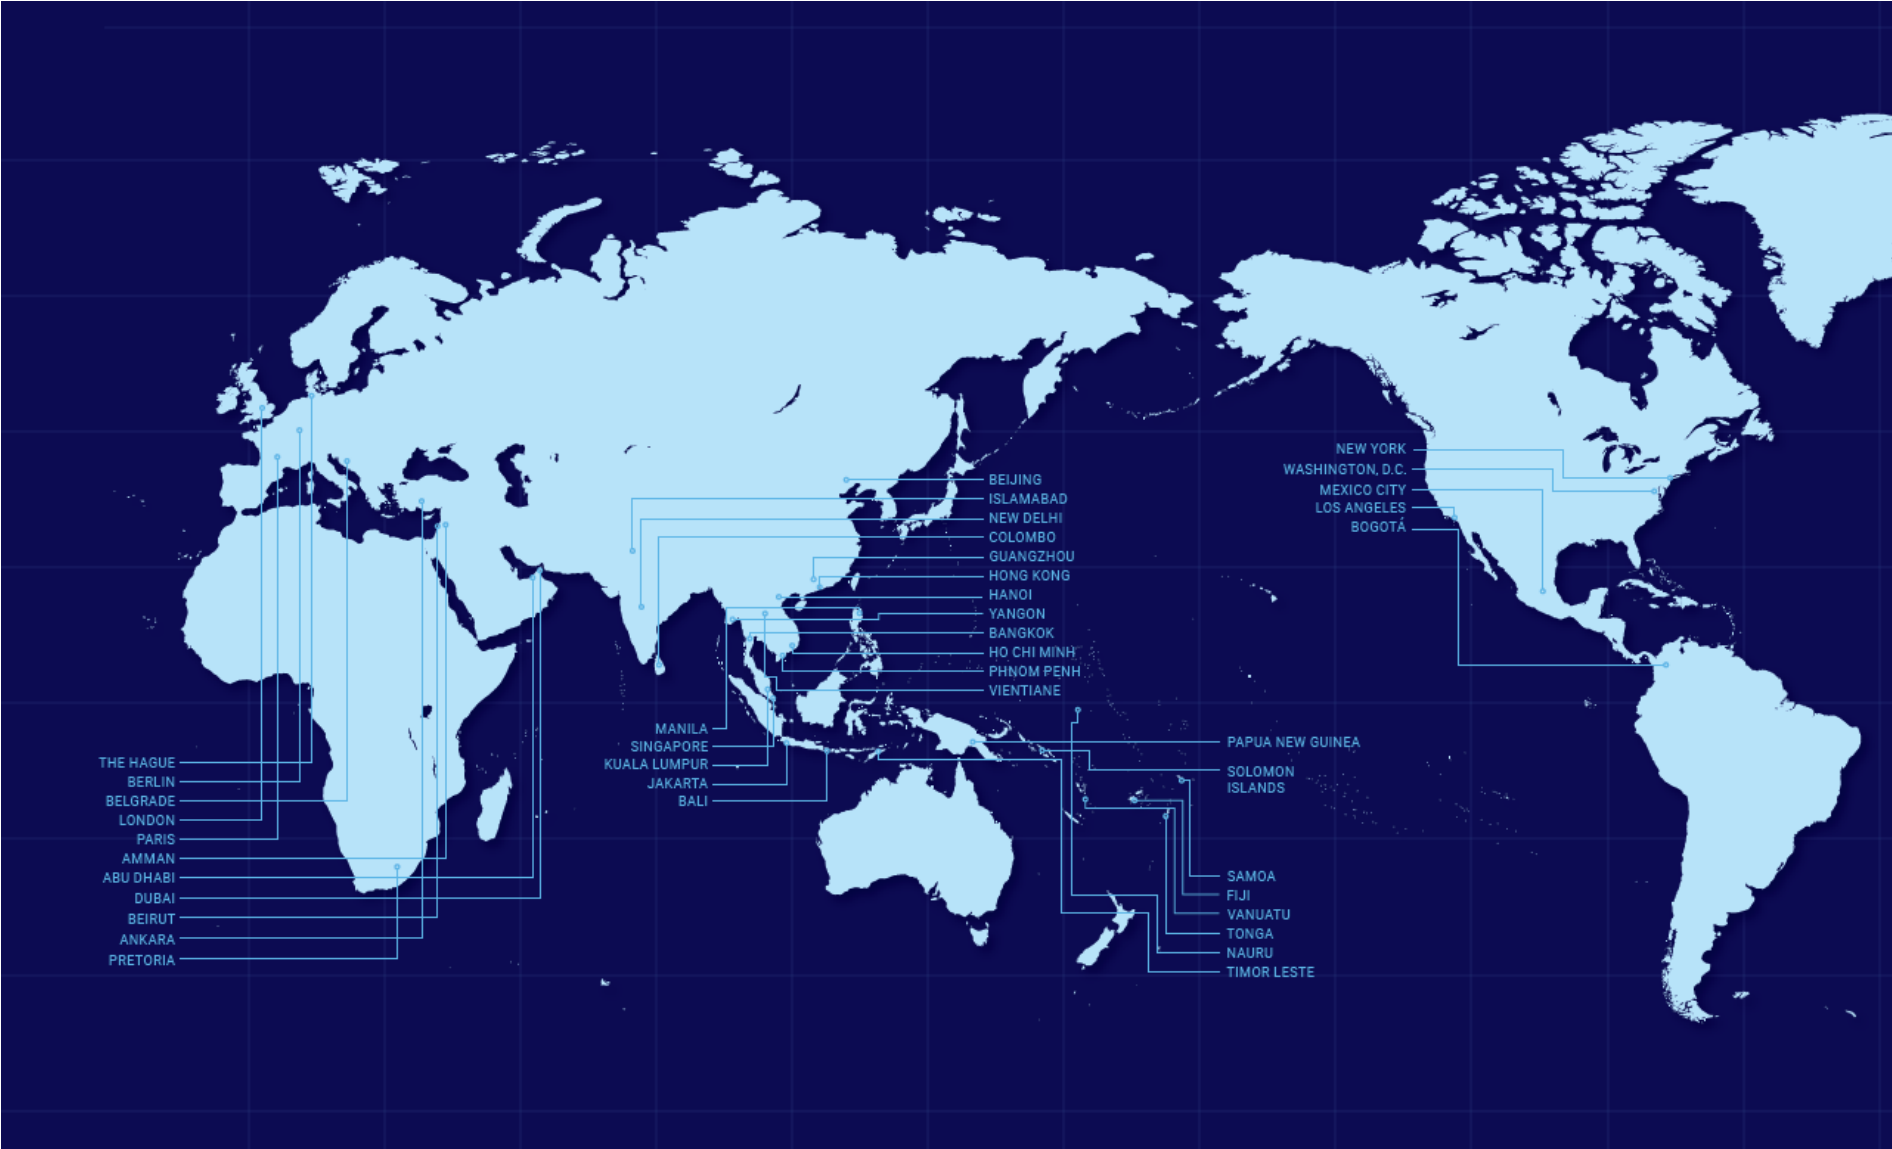 NEW YORK
WASHINGTON, D.C.
MEXICO CITY
LOS ANGELES
BOGOTÁ
BEIJING
ISLAMABAD
NEW DELHI
COLOMBO
GUANGZHOU
HONG KONG
HANOI
YANGON
BANGKOK
HO CHI MINH
PHNOM PENH
VIENTIANE
MANILA
SINGAPORE
KUALA LUMPUR
JAKARTA
BALI
PAPUA NEW GUINEA
SOLOMON
ISLANDS
THE HAGUE
BERLIN
BELGRADE
LONDON
PARIS
AMMAN
ABU DHABI
DUBAI
BEIRUT
ANKARA
PRETORIA
SAMOA
FIJI
VANUATU
TONGA
NAURU
TIMOR LESTE